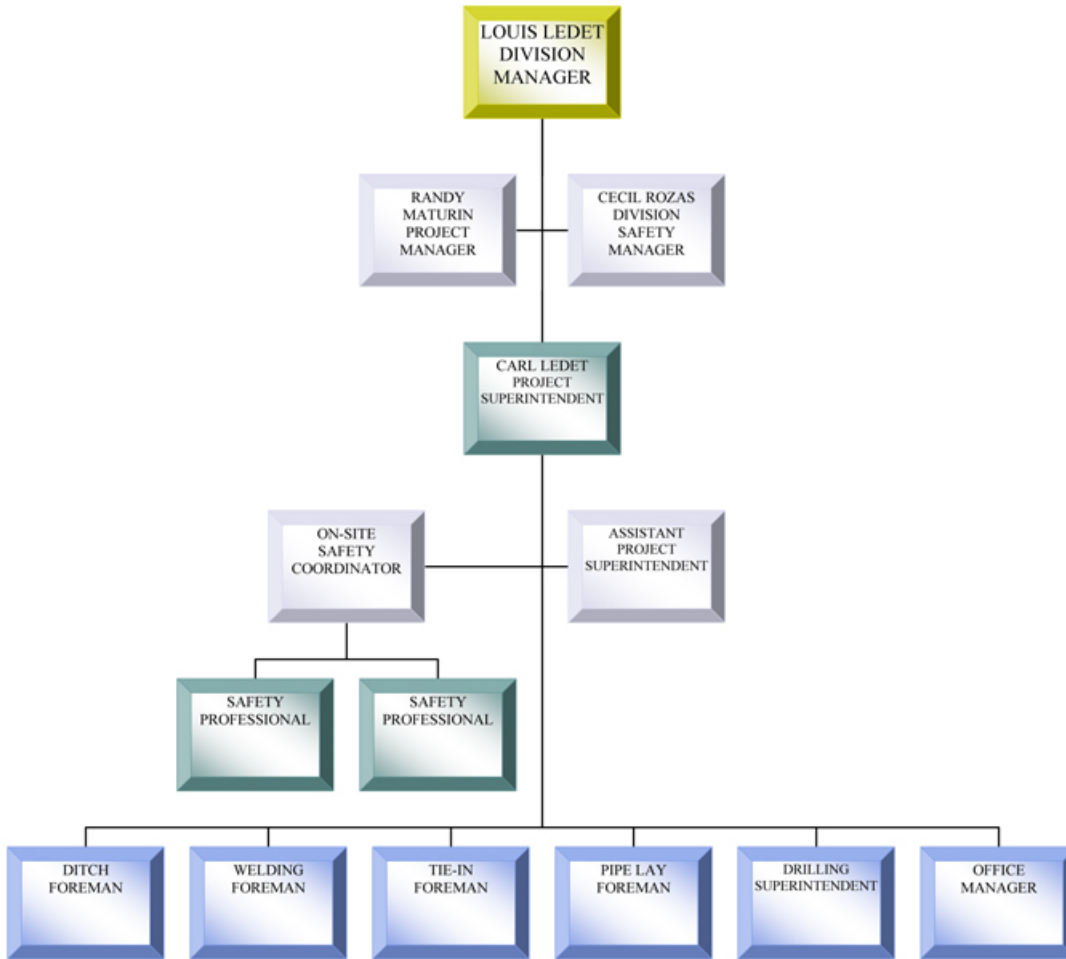 LOUIS LEDET
DIVISION
MANAGER
RANDY
MATURIN
PROJECT
MANAGER
CECIL ROZAS
DIVISION
SAFETY
MANAGER
CARL LEDET
PROJECT
SUPERINTENDENT
ON-SITE
SAFETY
COORDINATOR
ASSISTANT
PROJECT
SUPERINTENDENT
SAFETY
PROFESSIONAL
SAFETY
PROFESSIONAL
DITCH
FOREMAN
WELDING
FOREMAN
TIE-IN
FOREMAN
PIPE LAY
FOREMAN
DRILLING
SUPERINTENDENT
OFFICE
MANAGER